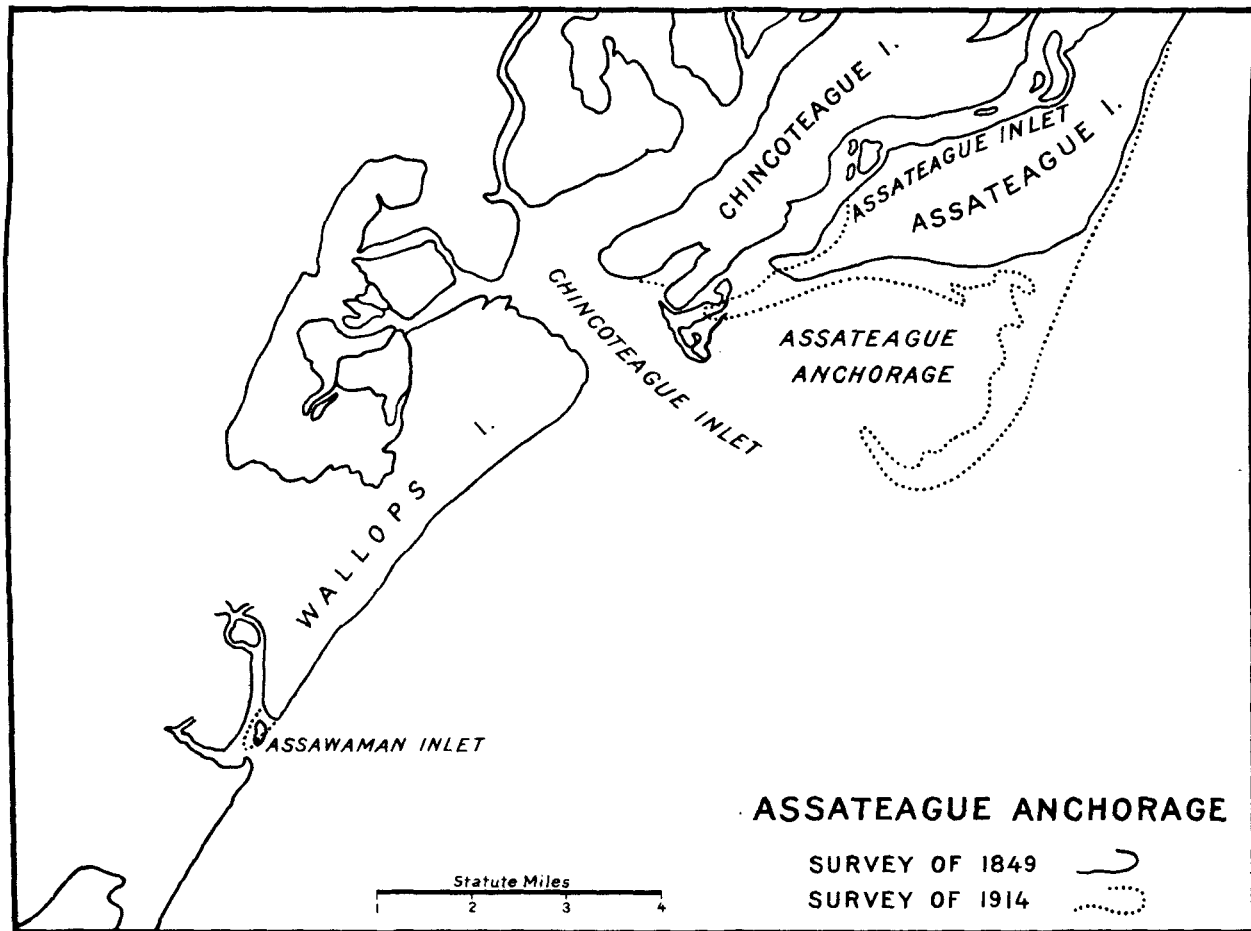 CHINCOTEAGUE I.
ASSATEAGUE INLET
ASSATEAGUE I.
CHINCOTEAGUE INLET
ASSATEAGUE
ANCHORAGE
WALLOPS I.
ASSAWAMAN INLET
ASSATEAGUE ANCHORAGE
SURVEY OF 1849
SURVEY OF 1914
Statute Miles
1 2 3 4